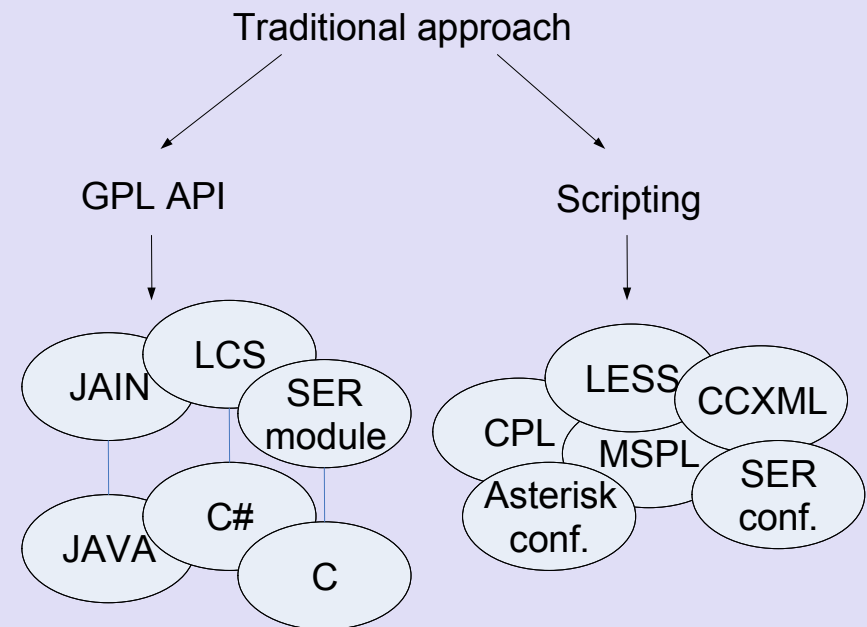 Traditional approach
GPL API
Scripting
JAIN
LCS
SER
module
JAVA
C#
C
LESS
CCXML
CPL
MSPL
Asterisk
conf.
SER
conf.